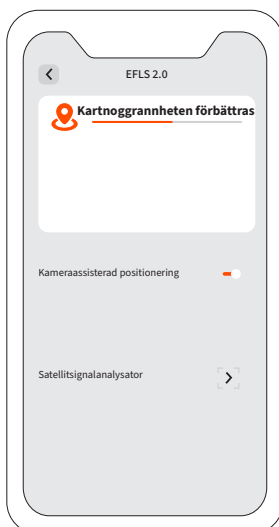 EFLS 2.0
Kartnoggrannheten förbättras
Kameraassisterad positionering
Satellitsignalanalysator